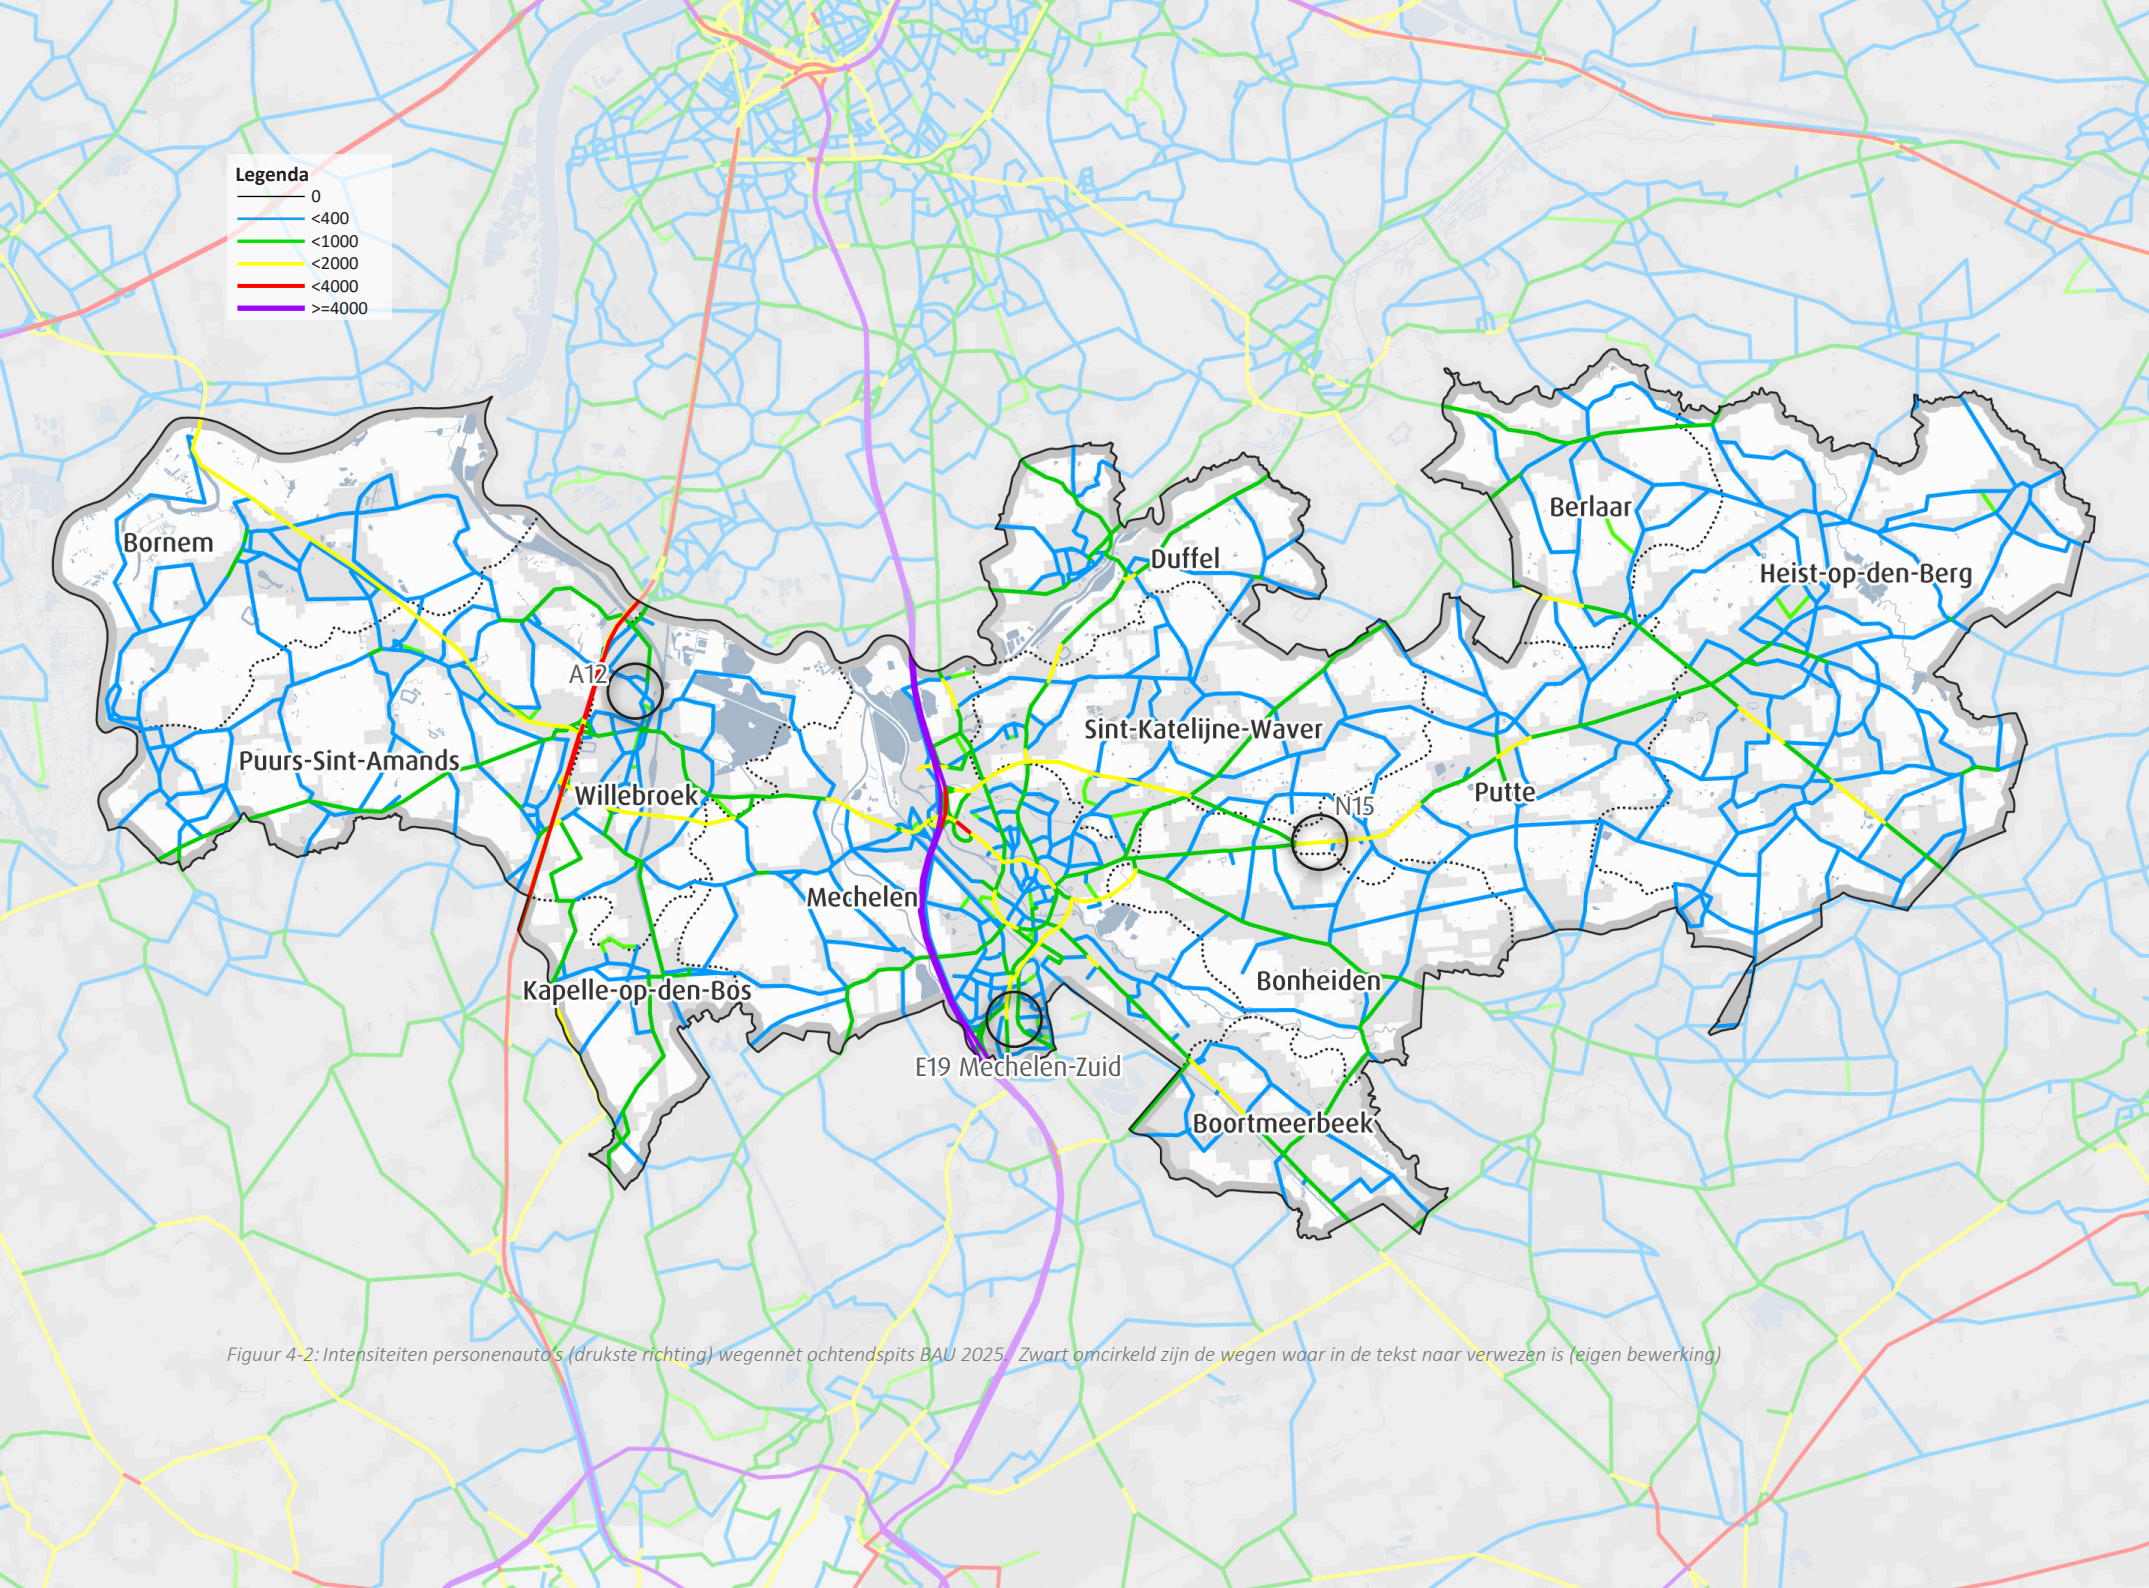 Legenda
0
<400
<1000
<2000
<4000
>=4000
Berlaar
Bornem
Duffel
Heist-op-den-Berg
A12
Sint-Katelijne-Waver
Puurs-Sint-Amands
Willebroek
Putte
N15
Mechelen
Bonheiden
Kapelle-op-den-Bos
E19 Mechelen-Zuid
Boortmeerbeek
Figuur 4-2: Intensiteiten personenauto's (drukste richting) wegennet ochtendspits BAU 2025. Zwart omcirkeld zijn de wegen waar in de tekst naar verwezen is (eigen bewerking)